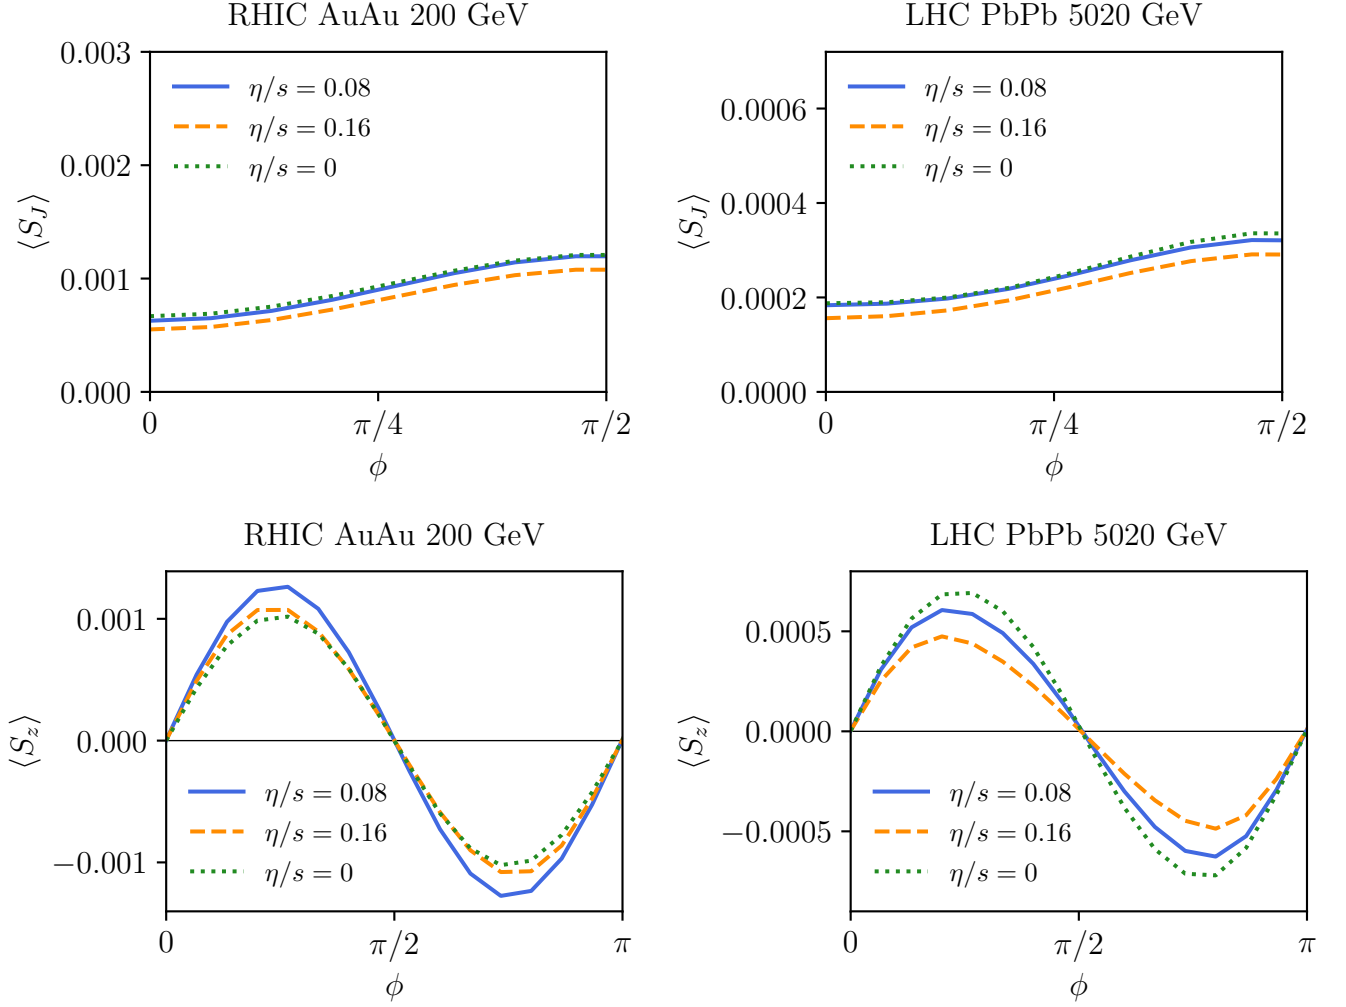 RHIC AuAu 200 GeV
0.003
0.002
0.001
0.000
⟨S_J⟩
η/s = 0.08
η/s = 0.16
η/s = 0
0 π/4 π/2
ϕ
LHC PbPb 5020 GeV
0.0006
0.0004
0.0002
0.0000
⟨S_J⟩
η/s = 0.08
η/s = 0.16
η/s = 0
0 π/4 π/2
ϕ
RHIC AuAu 200 GeV
0.001
0.000
−0.001
⟨S_z⟩
η/s = 0.08
η/s = 0.16
η/s = 0
0 π/2 π
ϕ
LHC PbPb 5020 GeV
0.0005
0.0000
−0.0005
⟨S_z⟩
η/s = 0.08
η/s = 0.16
η/s = 0
0 π/2 π
ϕ